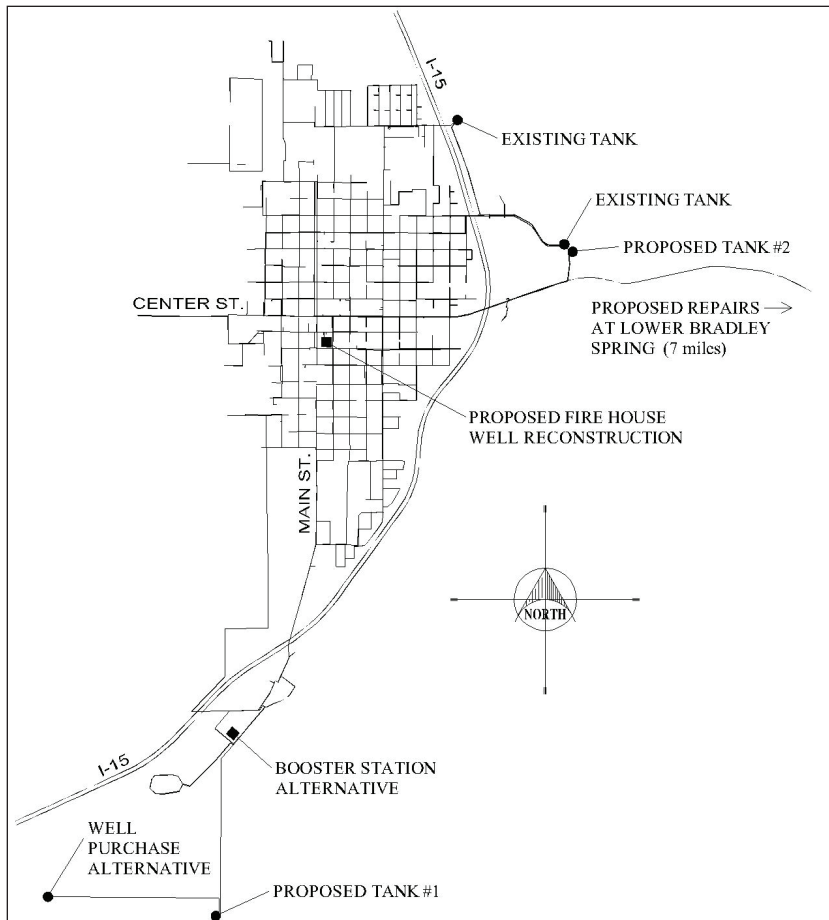 I-15
EXISTING TANK
EXISTING TANK
PROPOSED TANK #2
CENTER ST.
PROPOSED REPAIRS
AT LOWER BRADLEY
SPRING (7 miles)
PROPOSED FIRE HOUSE
WELL RECONSTRUCTION
MAIN ST.
NORTH
I-15
BOOSTER STATION
ALTERNATIVE
WELL
PURCHASE
ALTERNATIVE
PROPOSED TANK #1